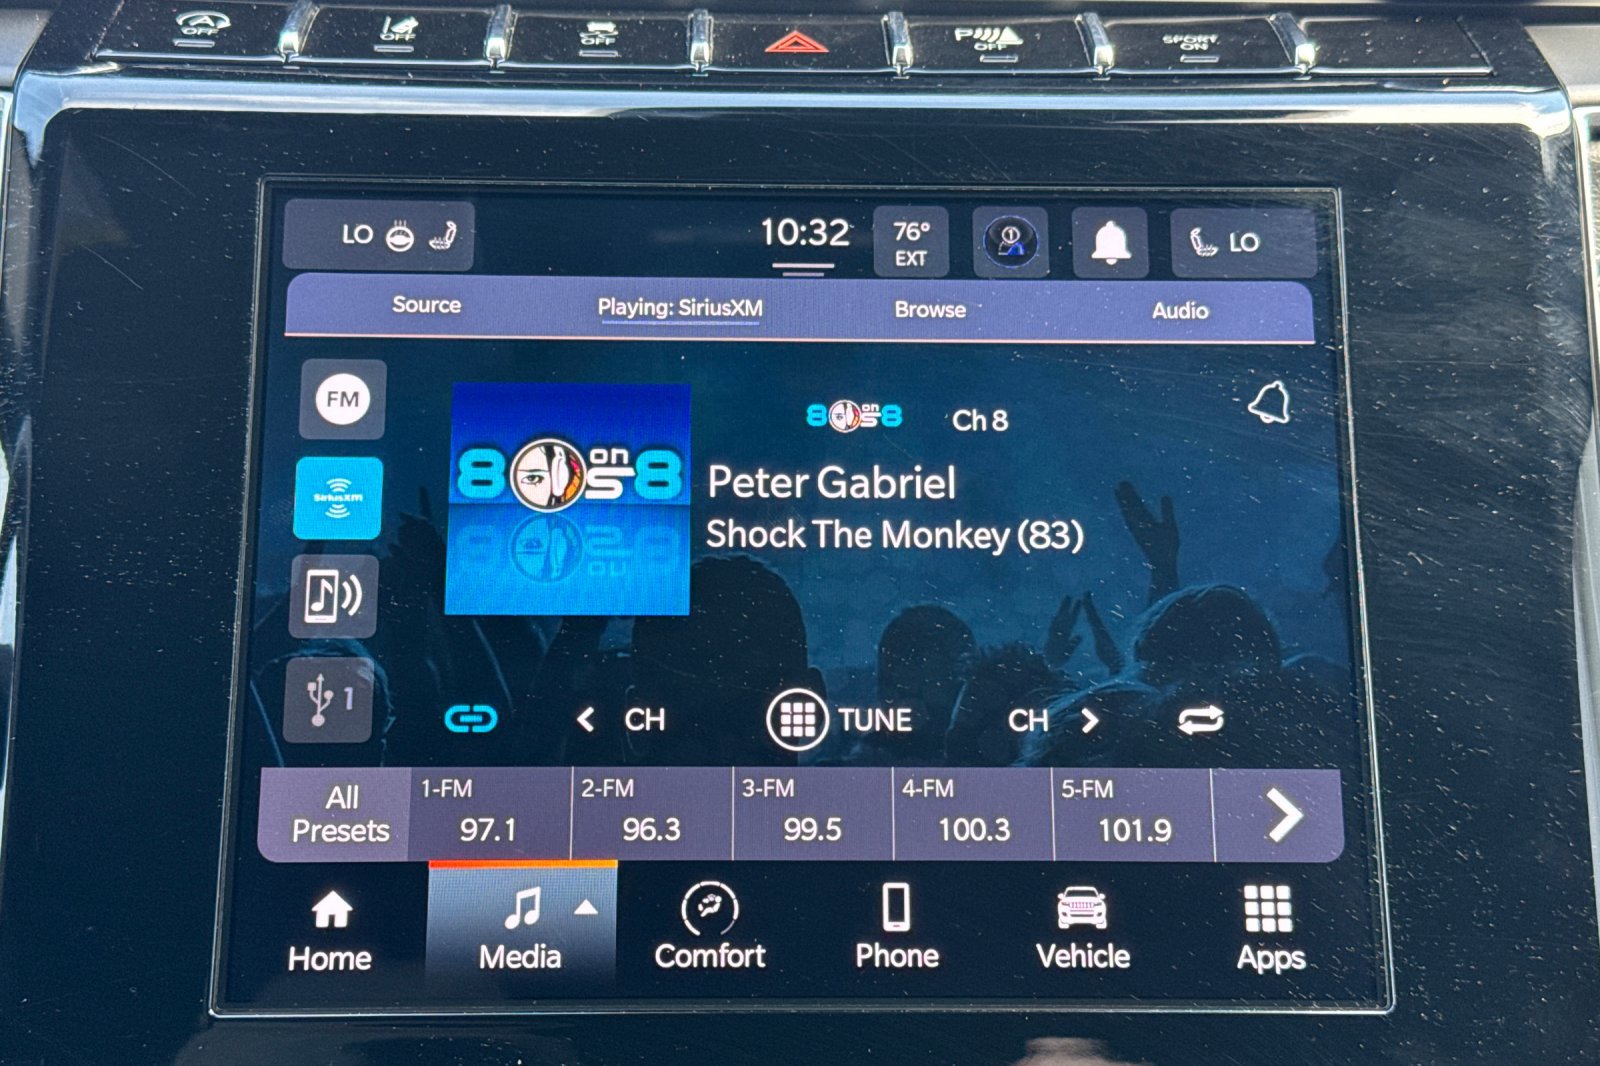 OFF
OFF
OFF
P OFF
SPORT
ON
LO
10:32
76°
EXT
1
LO
Source
Playing: SiriusXM
Browse
Audio
FM
SiriusXM
1
80s on 8
80s on 8
Ch 8
Peter Gabriel
Shock The Monkey (83)
CH
TUNE
CH
All
Presets
1-FM
97.1
2-FM
96.3
3-FM
99.5
4-FM
100.3
5-FM
101.9
Home
Media
Comfort
Phone
Vehicle
Apps